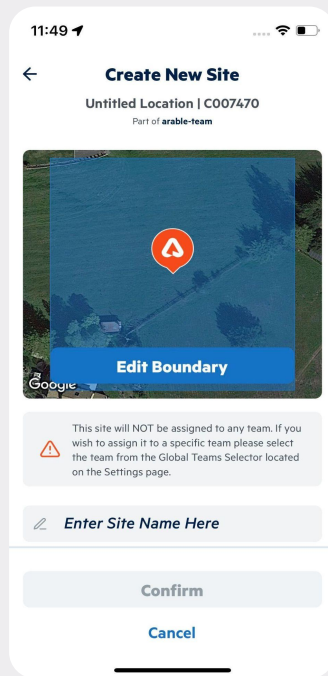 11:49
Create New Site
Untitled Location | C007470
Part of arable-team
Edit Boundary
Google
This site will NOT be assigned to any team. If you
wish to assign it to a specific team please select
the team from the Global Teams Selector located
on the Settings page.
Enter Site Name Here
Confirm
Cancel